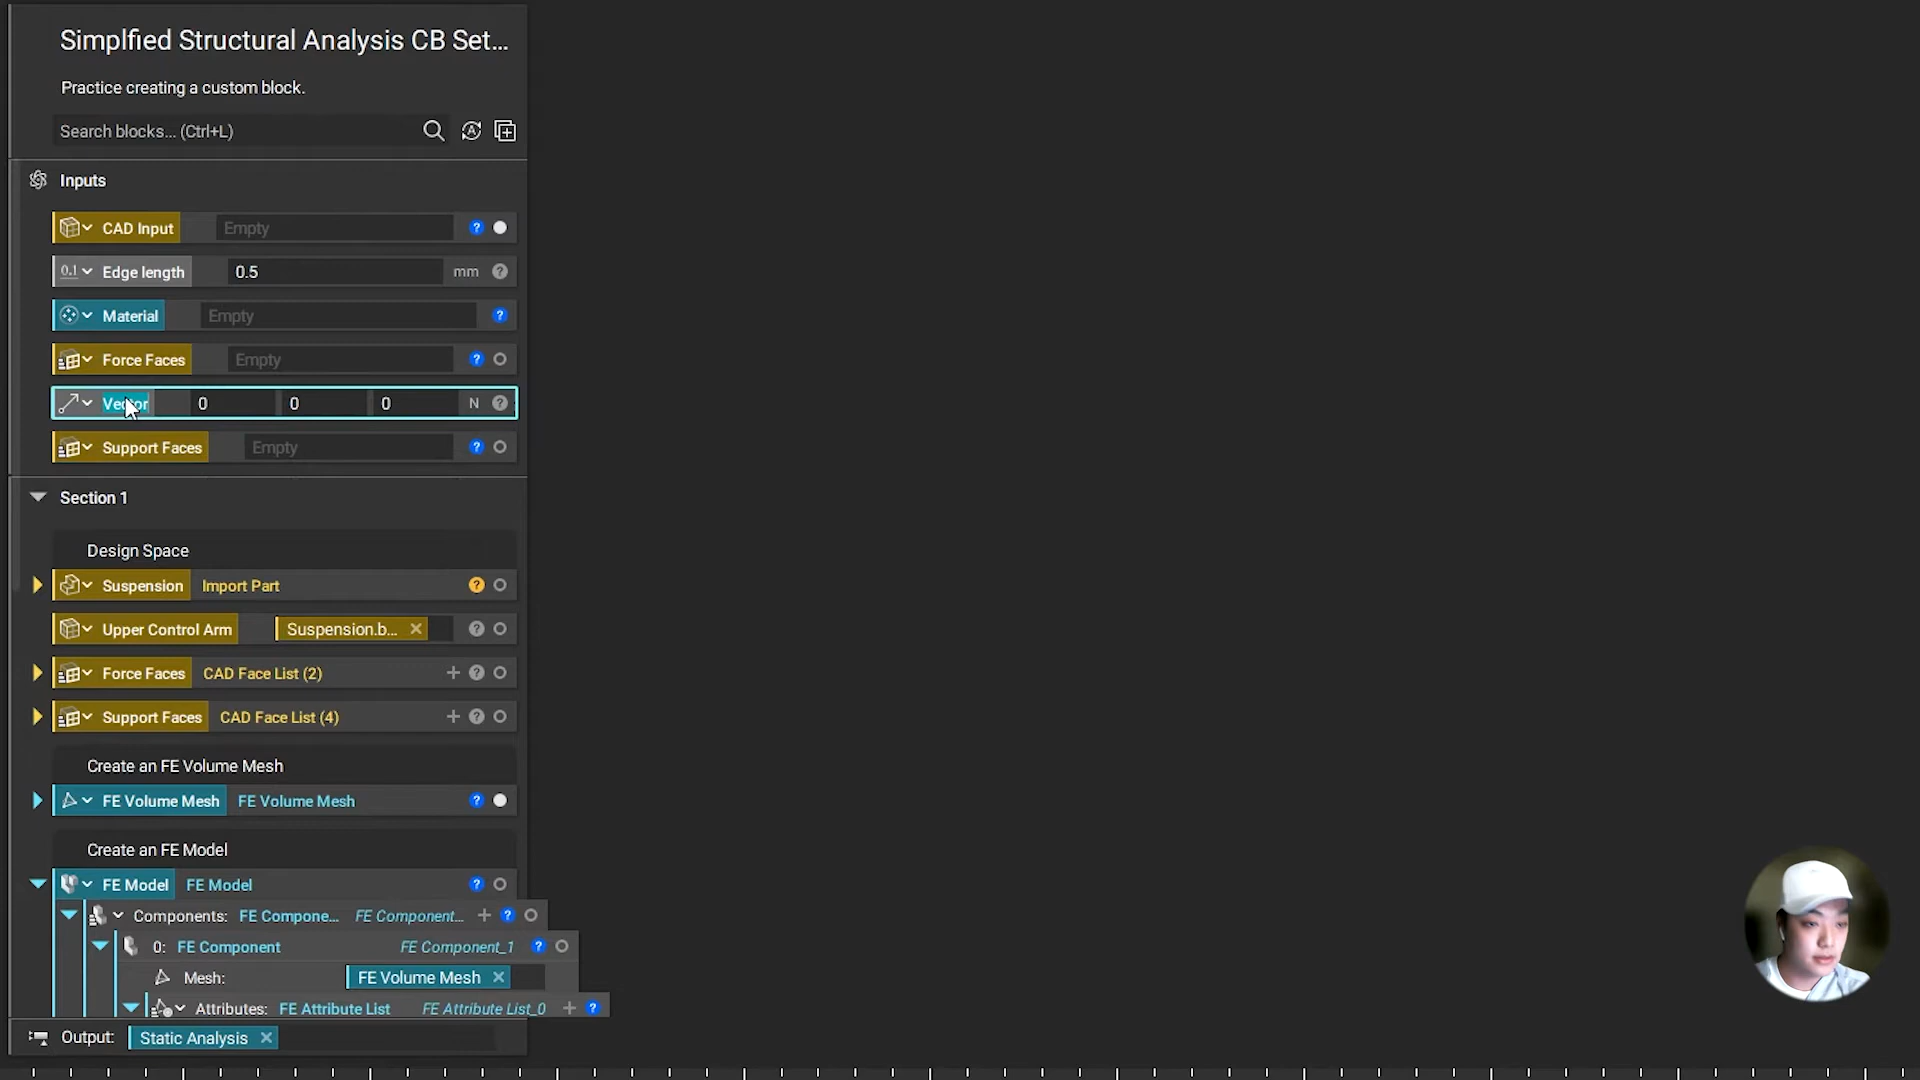 Simplfied Structural Analysis CB Set...
Practice creating a custom block.
Search blocks... (Ctrl+L)
Inputs
CAD Input Empty
0.1 Edge length 0.5 mm
Material Empty
Force Faces Empty
Vector 0 0 0 N
Support Faces Empty
Section 1
Design Space
Suspension Import Part
Upper Control Arm Suspension.b...
Force Faces CAD Face List (2)
Support Faces CAD Face List (4)
Create an FE Volume Mesh
FE Volume Mesh FE Volume Mesh
Create an FE Model
FE Model FE Model
Components: FE Compone... FE Component...
0: FE Component FE Component_1
Mesh: FE Volume Mesh
Attributes: FE Attribute List FE Attribute List_0
Output: Static Analysis